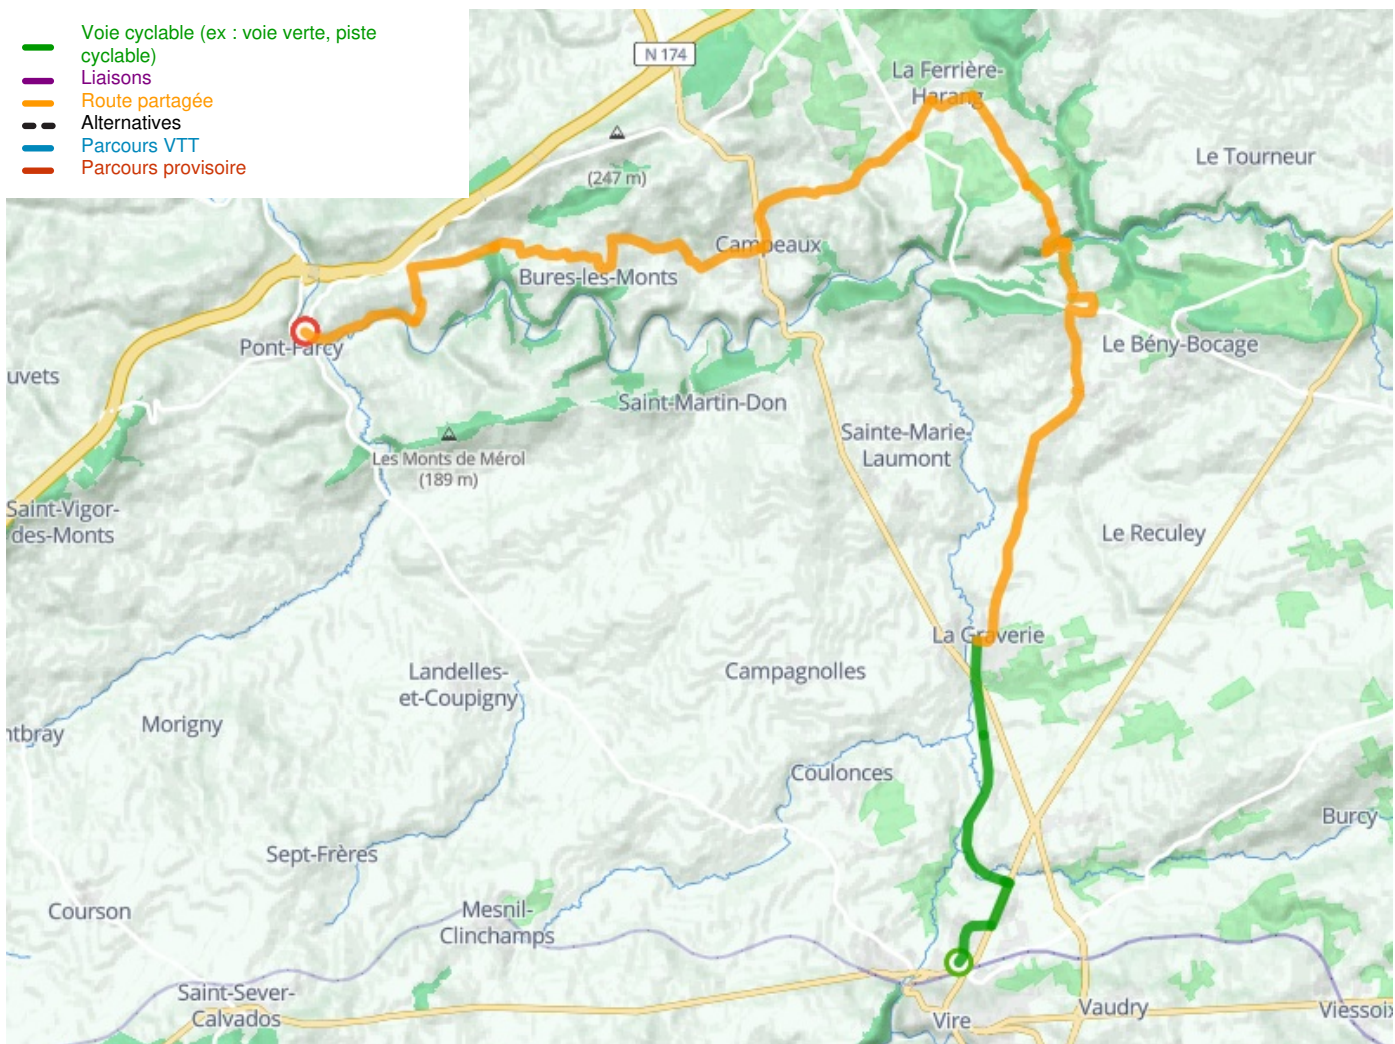 Voie cyclable (ex : voie verte, piste
cyclable)
Liaisons
Route partagée
Alternatives
Parcours VTT
Parcours provisoire
N 174
La Ferrière-
Harang
Le Tourneur
(247 m)
Campeaux
Bures-les-Monts
Pont-Farcy
Le Bény-Bocage
uvets
Saint-Martin-Don
Sainte-Marie-
Laumont
Les Monts de Mérol
(189 m)
Saint-Vigor-
des-Monts
Le Reculey
La Graverie
Landelles-
et-Coupigny
Campagnolles
Morigny
ntbray
Coulonces
Burcy
Sept-Frères
Courson
Mesnil-
Clinchamps
Saint-Sever-
Calvados
Vaudry
Viessoix
Vire